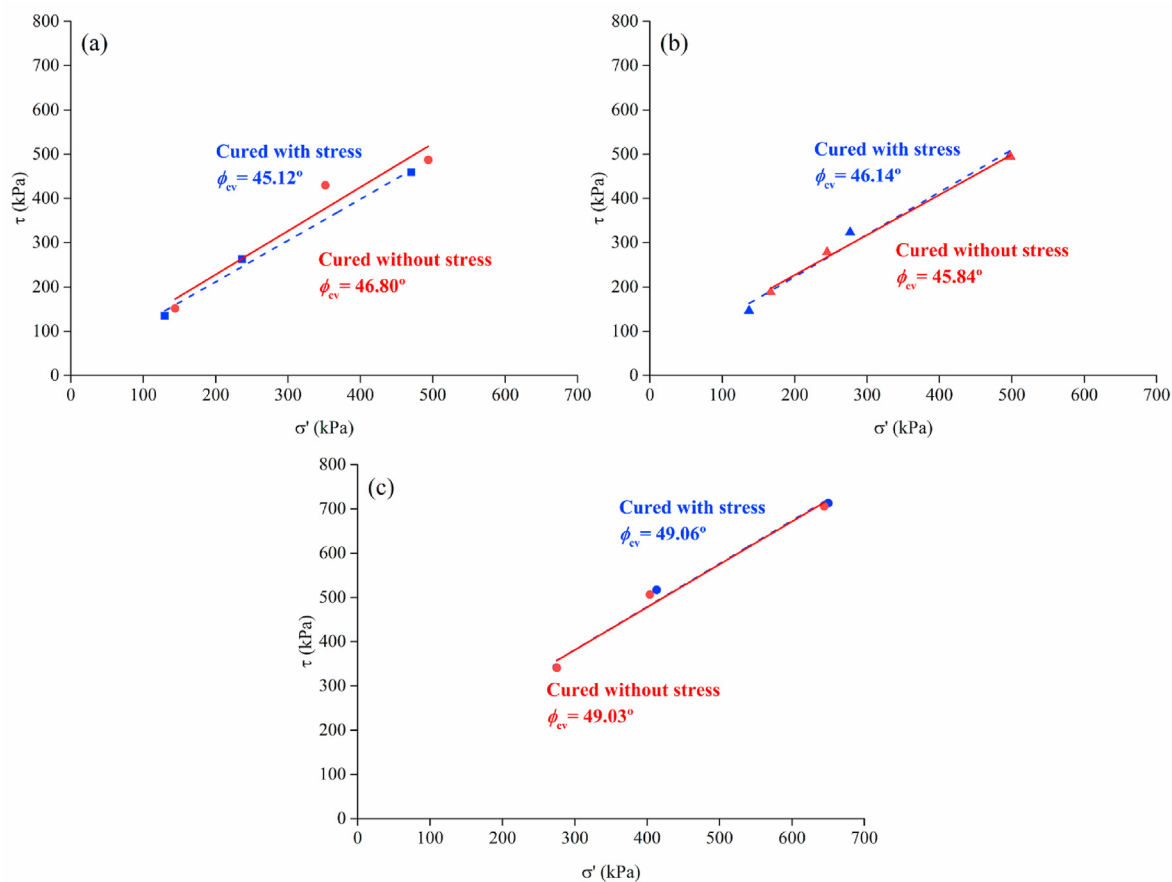 (a)
800
700
600
500
400
300
200
100
0
τ (kPa)
Cured with stress
ϕcv= 45.12º
Cured without stress
ϕcv= 46.80º
0 100 200 300 400 500 600 700
σ' (kPa)
(b)
800
700
600
500
400
300
200
100
0
τ (kPa)
Cured with stress
ϕcv= 46.14º
Cured without stress
ϕcv= 45.84º
0 100 200 300 400 500 600 700
σ' (kPa)
(c)
800
700
600
500
400
300
200
100
0
τ (kPa)
Cured with stress
ϕcv= 49.06º
Cured without stress
ϕcv= 49.03º
0 100 200 300 400 500 600 700
σ' (kPa)